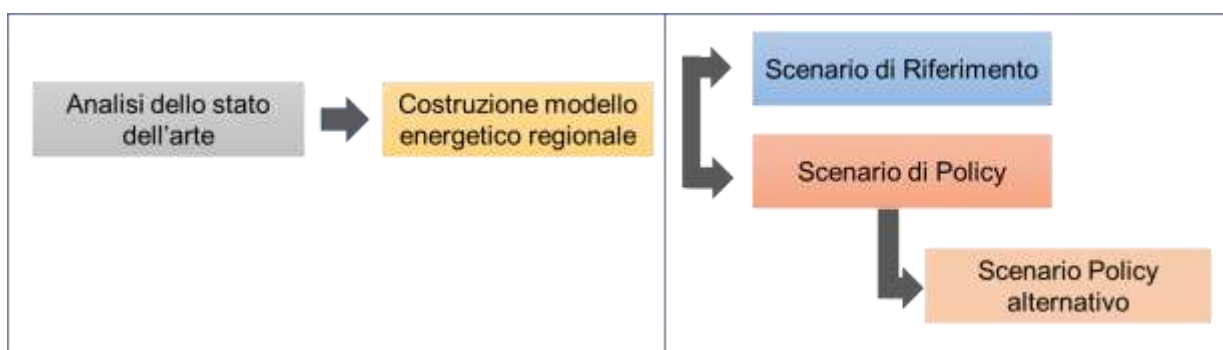 Analisi dello stato
dell'arte
Costruzione modello
energetico regionale
Scenario di Riferimento
Scenario di Policy
Scenario Policy
alternativo